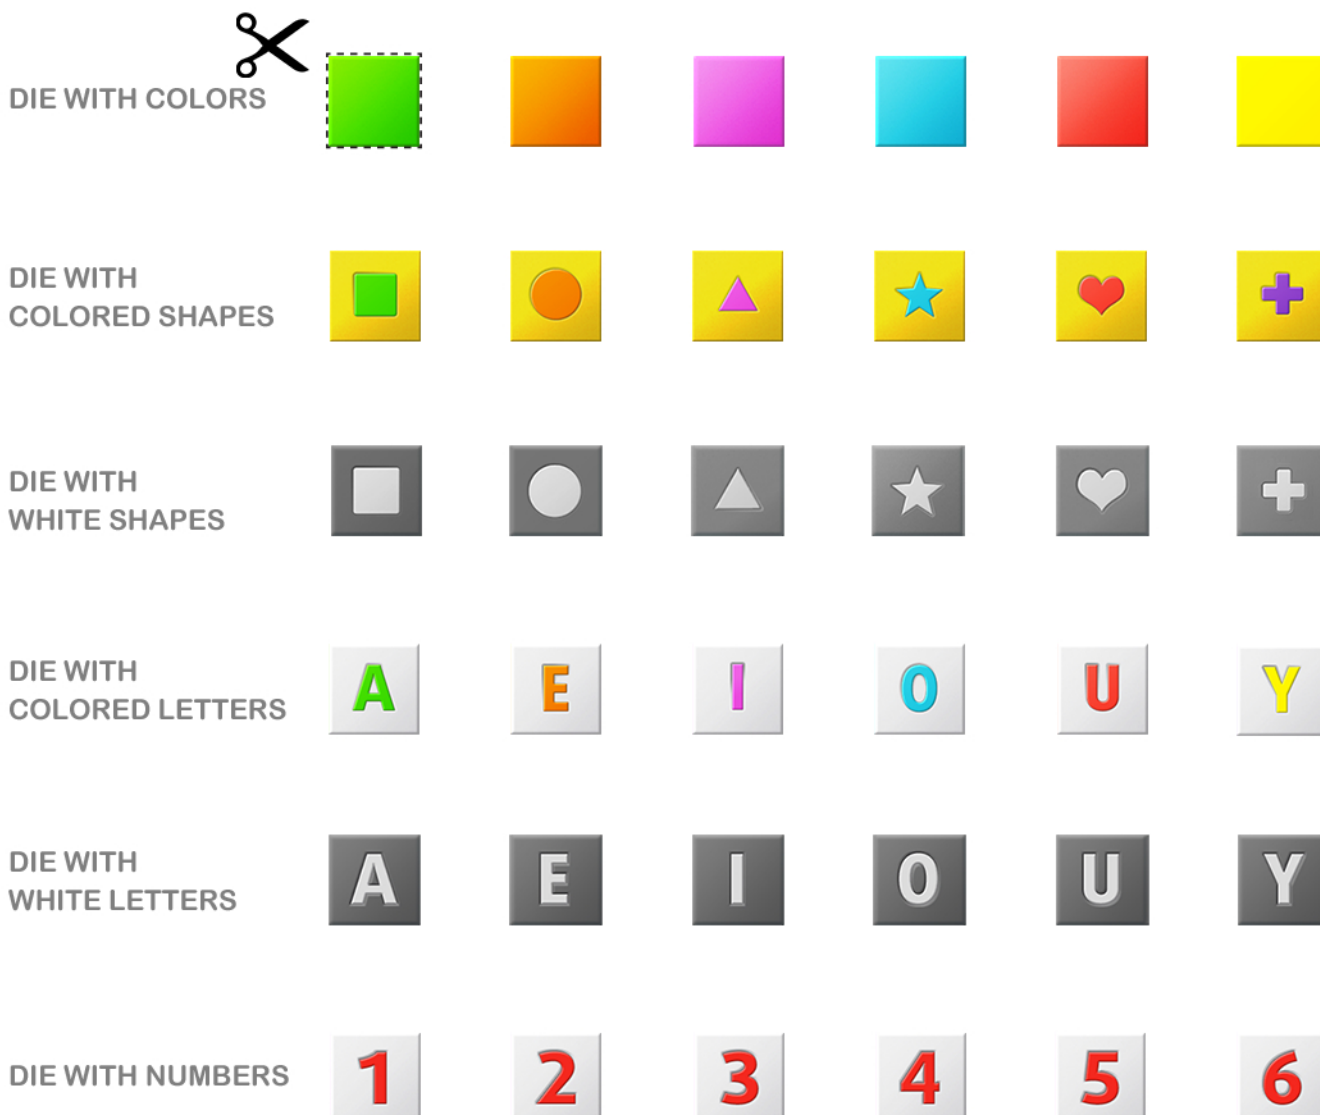 DIE WITH COLORS
DIE WITH
COLORED SHAPES
DIE WITH
WHITE SHAPES
DIE WITH
COLORED LETTERS
A E I O U Y
DIE WITH
WHITE LETTERS
A E I O U Y
DIE WITH NUMBERS
1 2 3 4 5 6